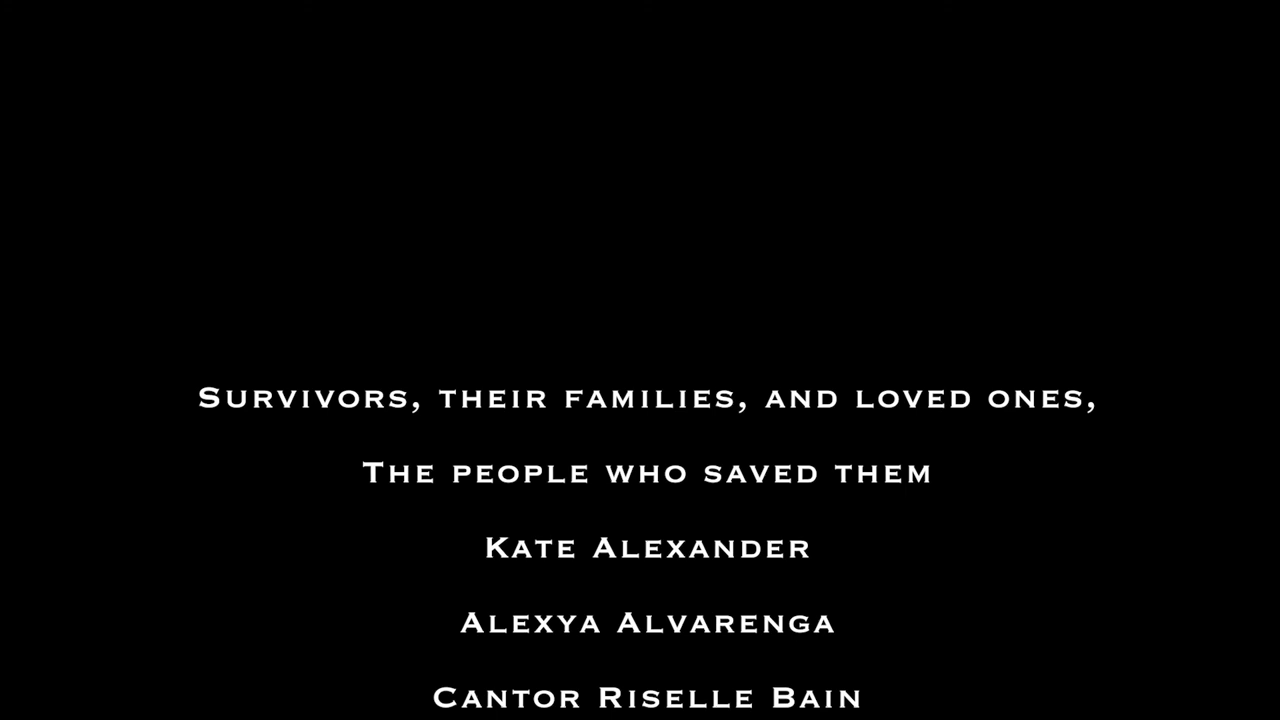 Survivors, their families, and loved ones,
The people who saved them
Kate Alexander
Alexya Alvarenga
Cantor Riselle Bain